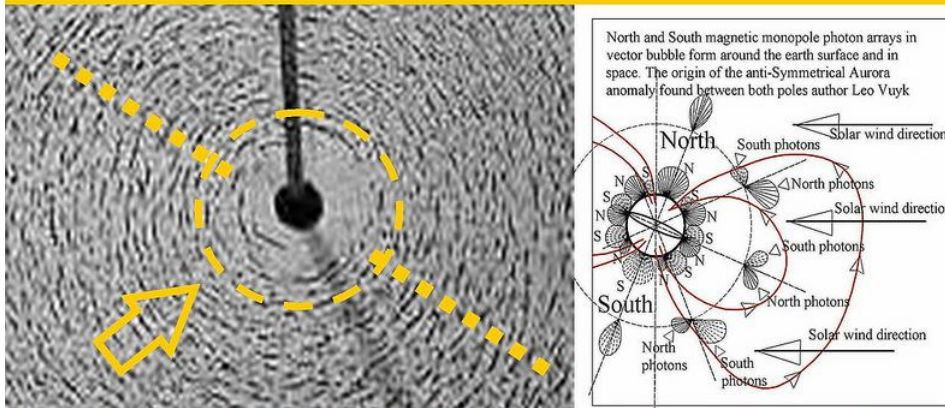 North and South magnetic monopole photon arrays in
vector bubble form around the earth surface and in
space. The origin of the anti-Symmetrical Aurora
anomaly found between both poles author Leo Vuyk
North
South photons
Solar wind direction
North photons
N
N
S
S
S
N
N
S
N
S
Solar wind direction
S
N
S
N
South photons
S
North photons
South
Solar wind direction
North
photons
South
photons